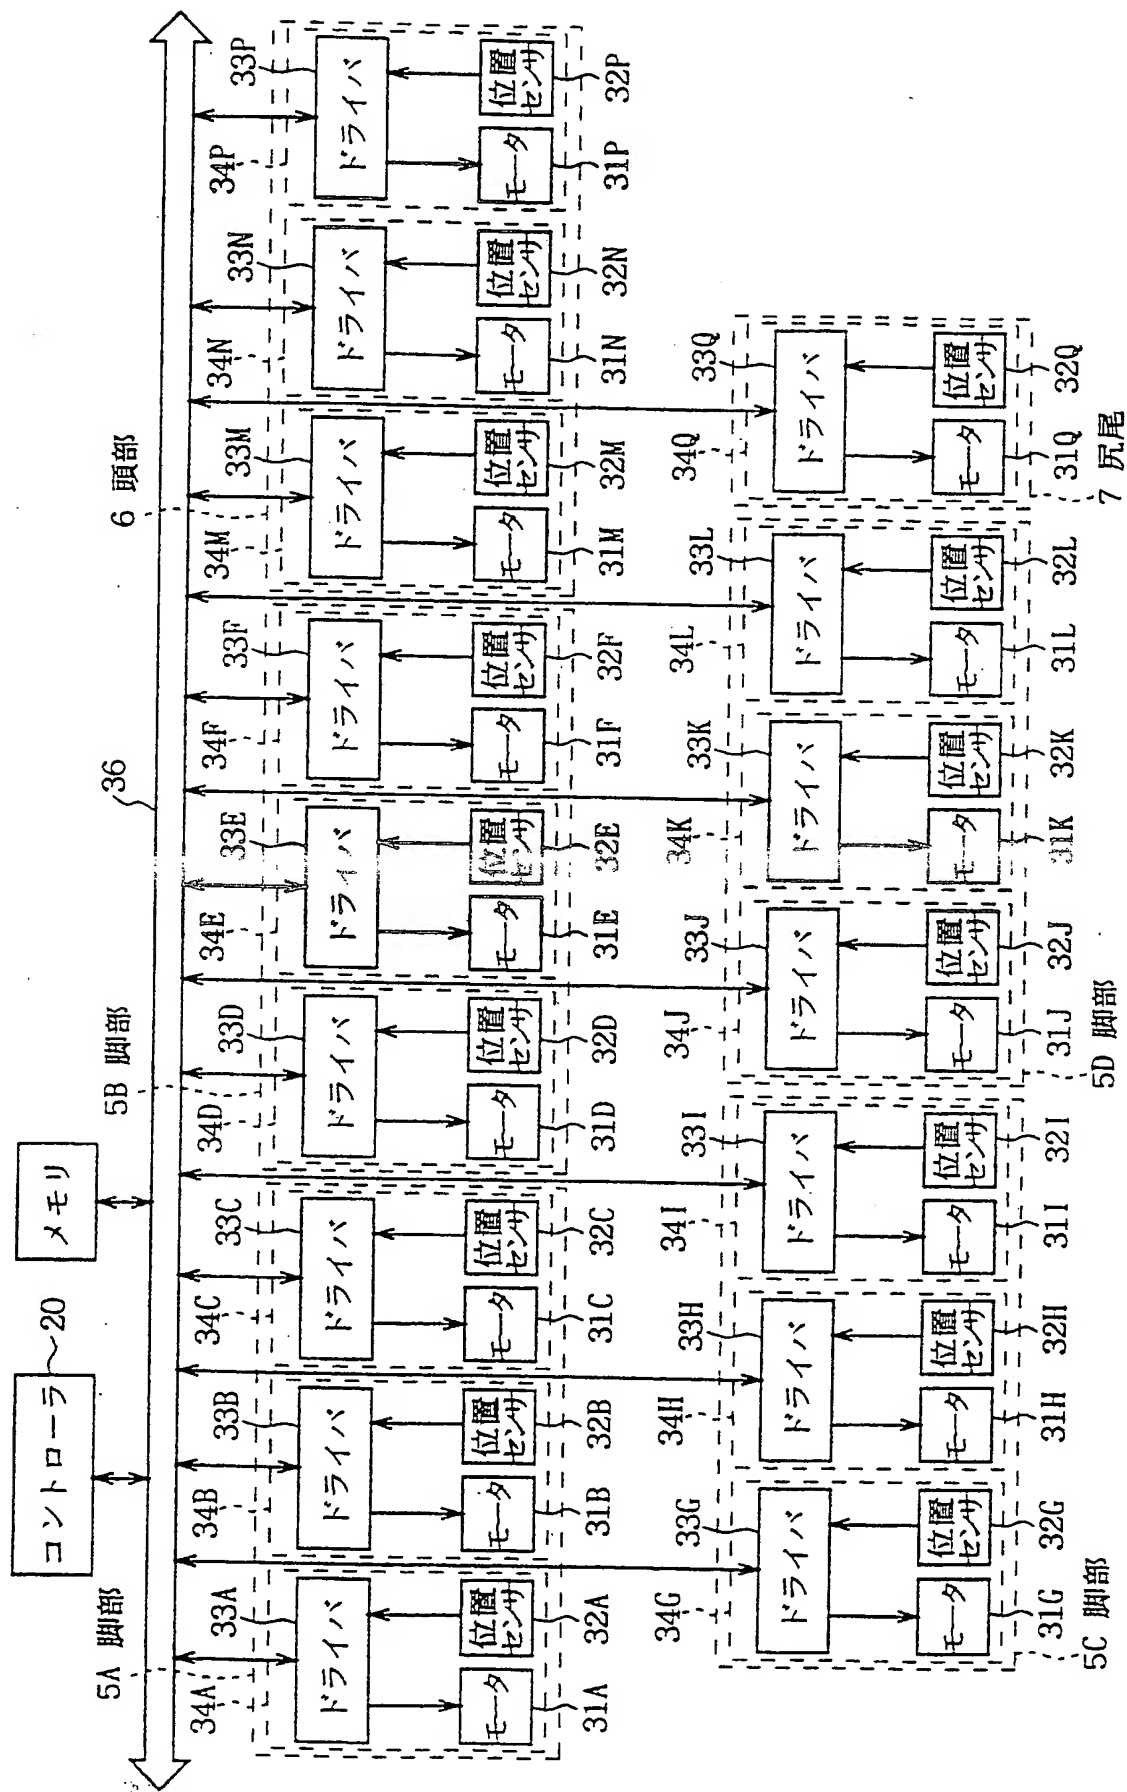 コントローラ
20
メモリ
36
5A 脚部
5B 脚部
6 頭部
34A
33A
ドライバ
モータ
位置
センサ
31A
32A
34B
33B
ドライバ
モータ
位置
センサ
31B
32B
34C
33C
ドライバ
モータ
位置
センサ
31C
32C
34D
33D
ドライバ
モータ
位置
センサ
31D
32D
34E
33E
ドライバ
モータ
位置
センサ
31E
32E
34F
33F
ドライバ
モータ
位置
センサ
31F
32F
34M
33M
ドライバ
モータ
位置
センサ
31M
32M
34N
33N
ドライバ
モータ
位置
センサ
31N
32N
34P
33P
ドライバ
モータ
位置
センサ
31P
32P
34G
33G
ドライバ
モータ
位置
センサ
31G
32G
34H
33H
ドライバ
モータ
位置
センサ
31H
32H
34I
33I
ドライバ
モータ
位置
センサ
31I
32I
34J
33J
ドライバ
モータ
位置
センサ
31J
32J
34K
33K
ドライバ
モータ
位置
センサ
31K
32K
34L
33L
ドライバ
モータ
位置
センサ
31L
32L
34Q
33Q
ドライバ
モータ
位置
センサ
31Q
32Q
5C 脚部
5D 脚部
7 尻尾